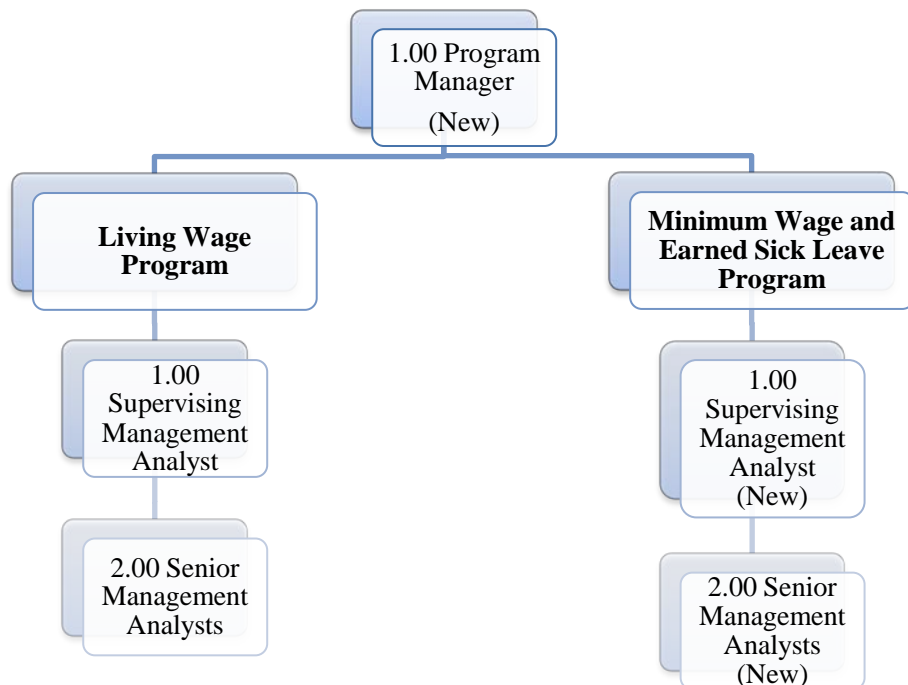 1.00 Program
Manager
(New)
Living Wage
Program
Minimum Wage and
Earned Sick Leave
Program
1.00
Supervising
Management
Analyst
1.00
Supervising
Management
Analyst
(New)
2.00 Senior
Management
Analysts
2.00 Senior
Management
Analysts
(New)